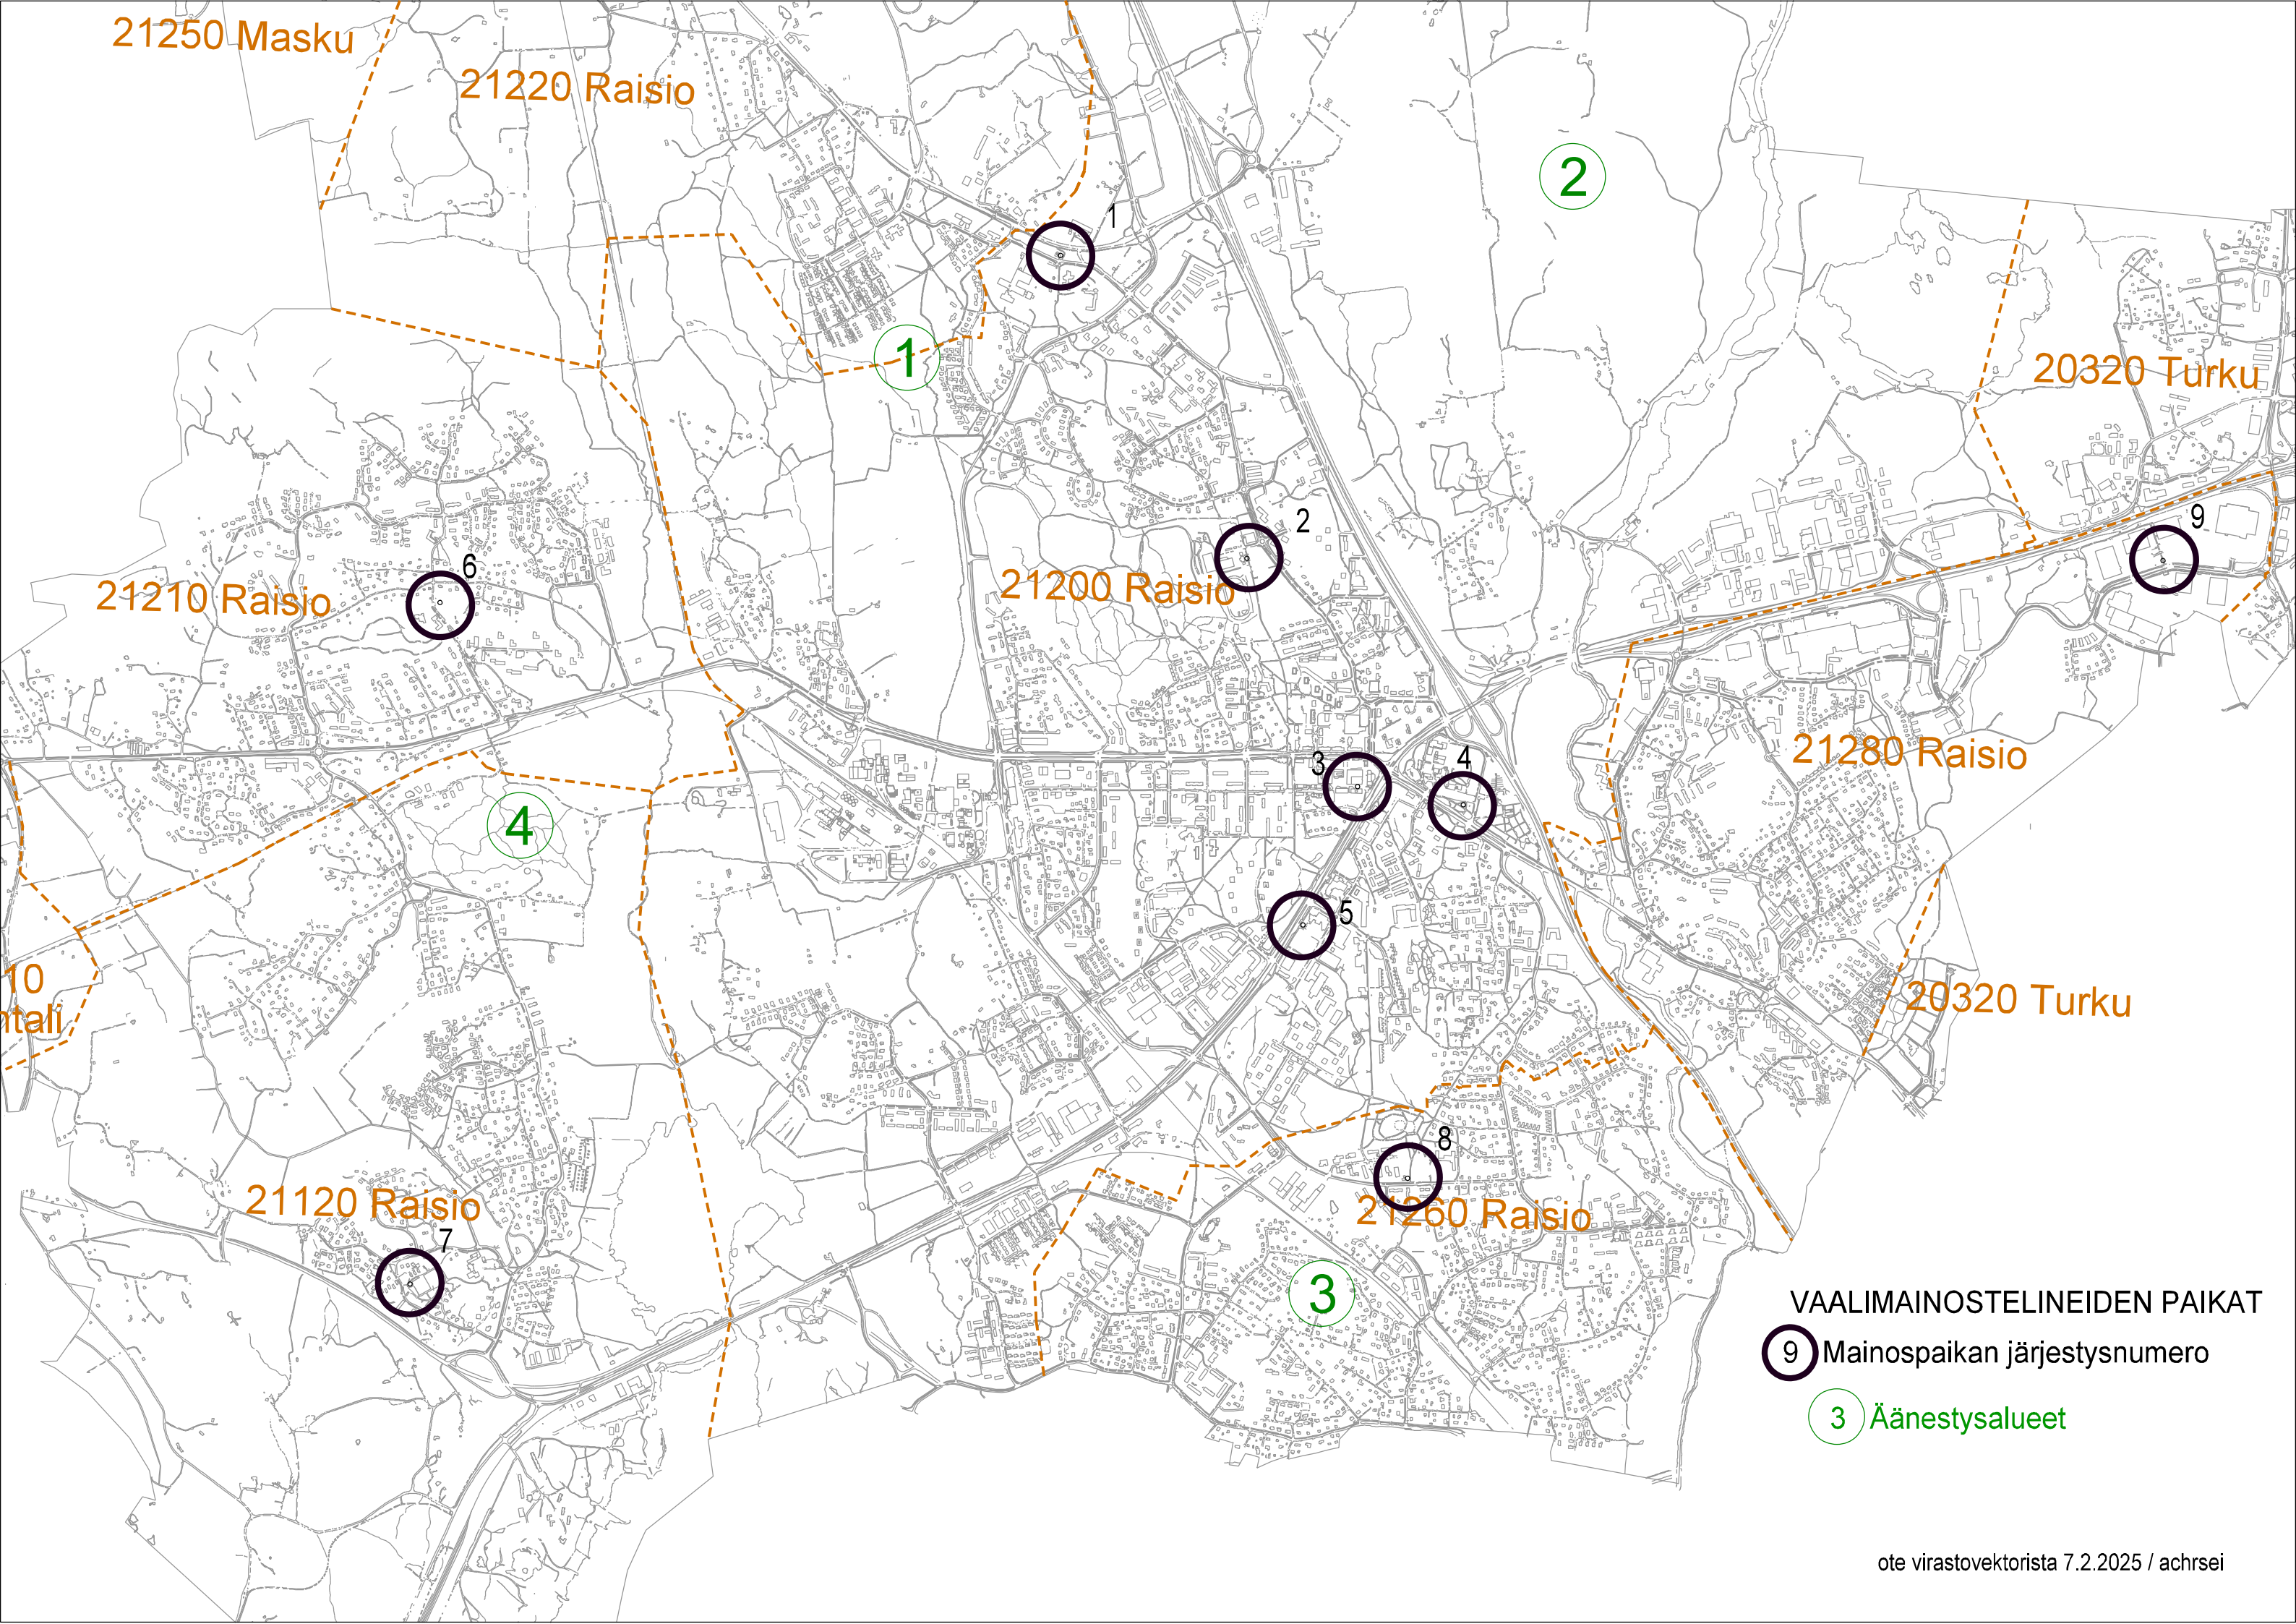 21250 Masku
21220 Raisio
2
1
1
20320 Turku
2
9
6
21210 Raisio
21200 Raisio
3
4
21280 Raisio
4
5
10
ntali
20320 Turku
8
21120 Raisio
21260 Raisio
7
3
VAALIMAINOSTELINEIDEN PAIKAT
9 Mainospaikan järjestysnumero
3 Äänestysalueet
ote virastovektorista 7.2.2025 / achrsei